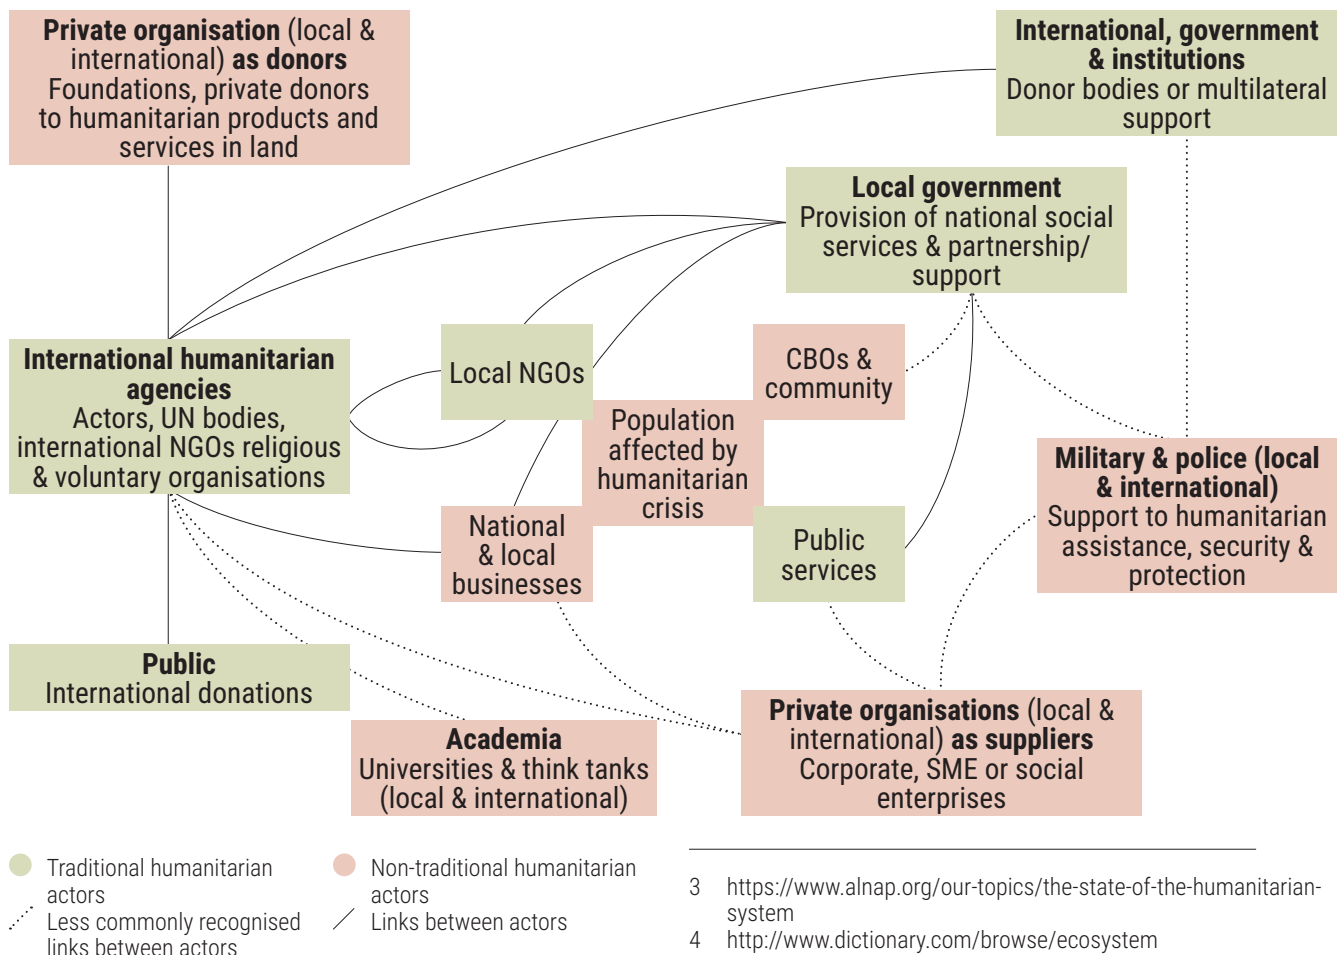 Private organisation (local &
international) as donors
Foundations, private donors
to humanitarian products and
services in land
International, government
& institutions
Donor bodies or multilateral
support
Local government
Provision of national social
services & partnership/
support
International humanitarian
agencies
Actors, UN bodies,
international NGOs religious
& voluntary organisations
Local NGOs
CBOs &
community
Population
affected by
humanitarian
crisis
Military & police (local
& international)
Support to humanitarian
assistance, security &
protection
National
& local
businesses
Public
services
Public
International donations
Academia
Universities & think tanks
(local & international)
Private organisations (local &
international) as suppliers
Corporate, SME or social
enterprises
Traditional humanitarian
actors
Less commonly recognised
links between actors
Non-traditional humanitarian
actors
Links between actors
3 https://www.alnap.org/our-topics/the-state-of-the-humanitarian-
system
4 http://www.dictionary.com/browse/ecosystem